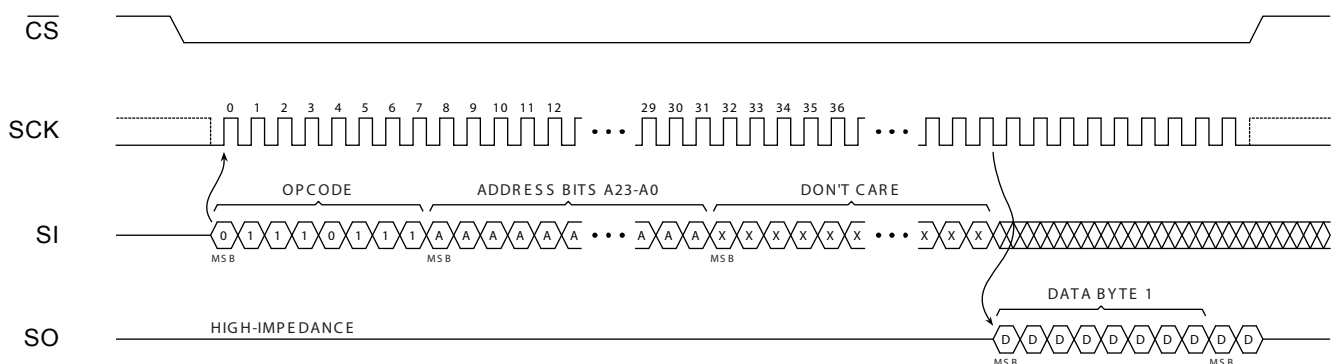 CS
SCK
0 1 2 3 4 5 6 7 8 9 10 11 12 29 30 31 32 33 34 35 36
OPCODE ADDRESS BITS A23-A0 DON'T CARE
SI
0 1 1 1 0 1 1 1 A A A A A A A A A X X X X X X X X X
MSB MSB MSB
DATA BYTE 1
HIGH-IMPEDANCE
SO
D D D D D D D D D D
MSB MSB